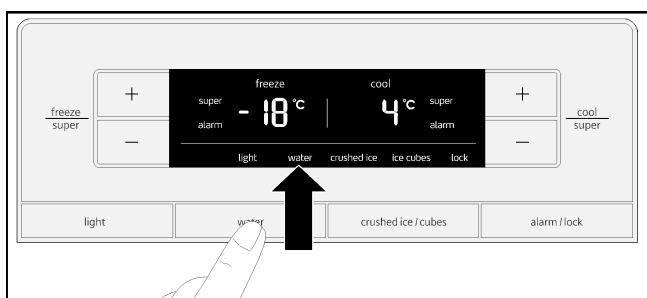 freeze
super
+
−
freeze cool
super - 18 °C 4 °C super
alarm alarm
light water crushed ice ice cubes lock
+
−
cool
super
light water crushed ice / cubes alarm / lock